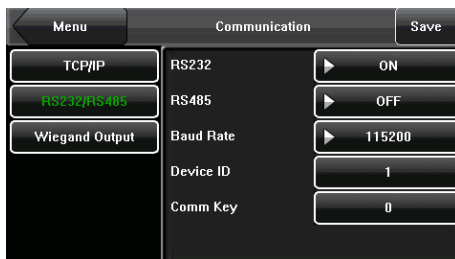 Menu Communication Save
TCP/IP RS232 ON
RS232/RS485 RS485 OFF
Wiegand Output Baud Rate 115200
Device ID 1
Comm Key 0